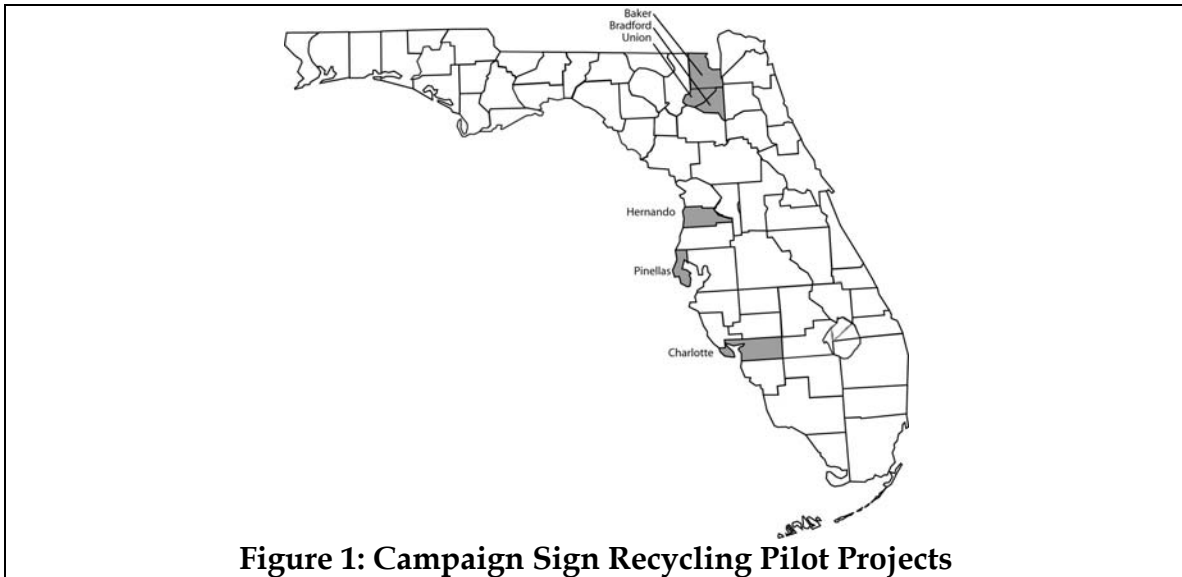 Baker
Bradford
Union
Hernando
Pinellas
Charlotte
Figure 1: Campaign Sign Recycling Pilot Projects